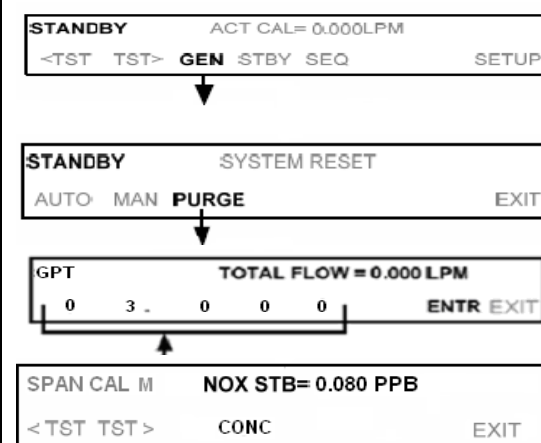 STANDBY ACT CAL= 0.000LPM
<TST TST> GEN STBY SEQ SETUP
STANDBY SYSTEM RESET
AUTO MAN PURGE EXIT
GPT TOTAL FLOW = 0.000 LPM
0 3 . 0 0 0 ENTR EXIT
SPAN CAL M NOX STB= 0.080 PPB
< TST TST > CONC EXIT